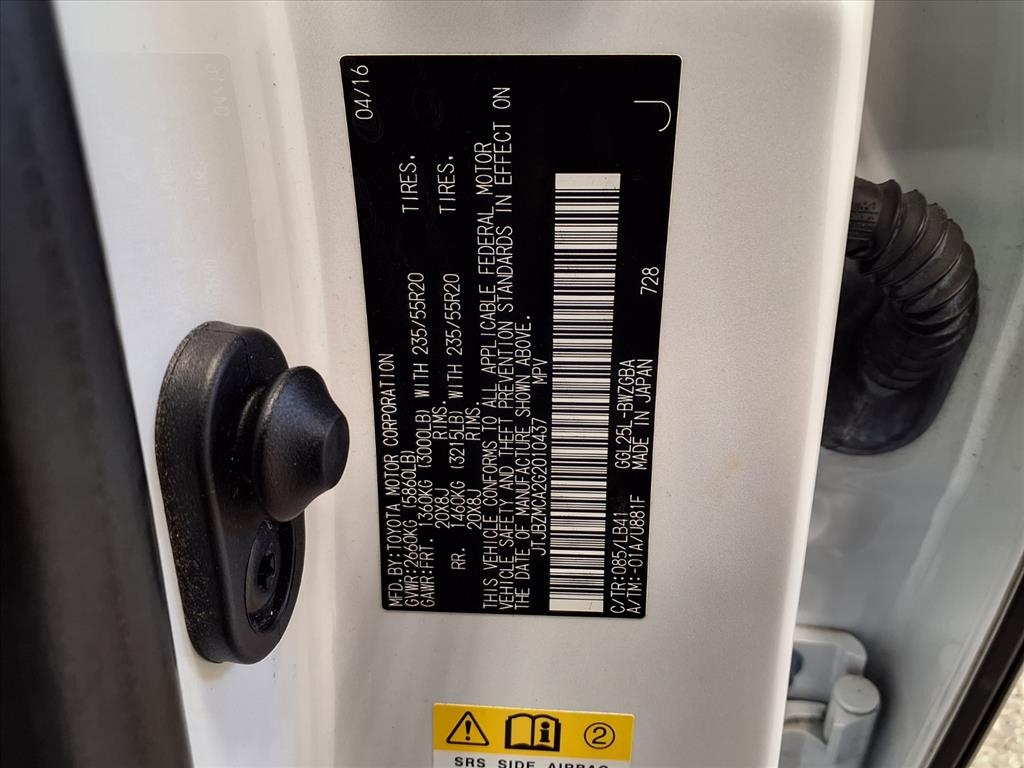 MFD.BY:TOYOTA MOTOR CORPORATION 04/16
GVWR:2660KG (5860LB)
GAWR:FRT. 1360KG (3000LB) WITH 235/55R20 TIRES.
20X8J RIMS.
RR. 1460KG (3215LB) WITH 235/55R20 TIRES.
20X8J RIMS.
THIS VEHICLE CONFORMS TO ALL APPLICABLE FEDERAL MOTOR
VEHICLE SAFETY AND THEFT PREVENTION STANDARDS IN EFFECT ON
THE DATE OF MANUFACTURE SHOWN ABOVE.
JTJBZMCA2G2010437 MPV
C/TR:085/LB41 GGL25L-BWZGBA 728
A/TM:-01A/U881F MADE IN JAPAN J
2
SRS SIDE AIRBAG